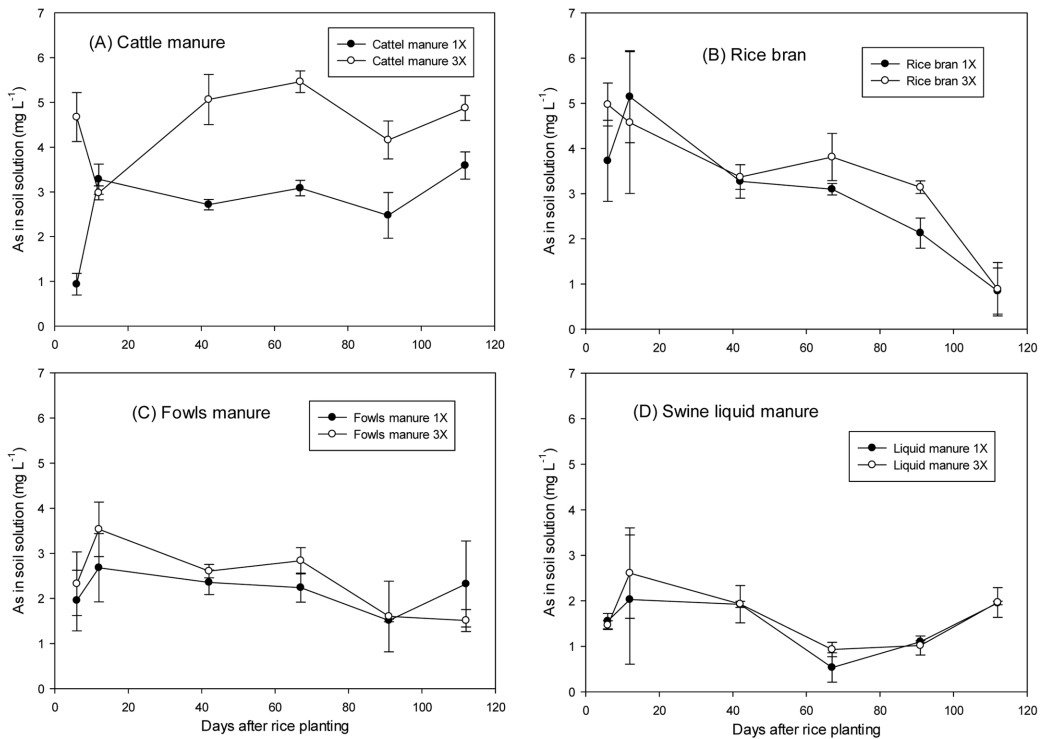 (A) Cattle manure
Cattel manure 1X
Cattel manure 3X
As in soil solution (mg L⁻¹)
7
6
5
4
3
2
1
0
0 20 40 60 80 100 120
(B) Rice bran
Rice bran 1X
Rice bran 3X
As in soil solution (mg L⁻¹)
7
6
5
4
3
2
1
0
0 20 40 60 80 100 120
(C) Fowls manure
Fowls manure 1X
Fowls manure 3X
As in soil solution (mg L⁻¹)
7
6
5
4
3
2
1
0
0 20 40 60 80 100 120
Days after rice planting
(D) Swine liquid manure
Liquid manure 1X
Liquid manure 3X
As in soil solution (mg L⁻¹)
7
6
5
4
3
2
1
0
0 20 40 60 80 100 120
Days after rice planting